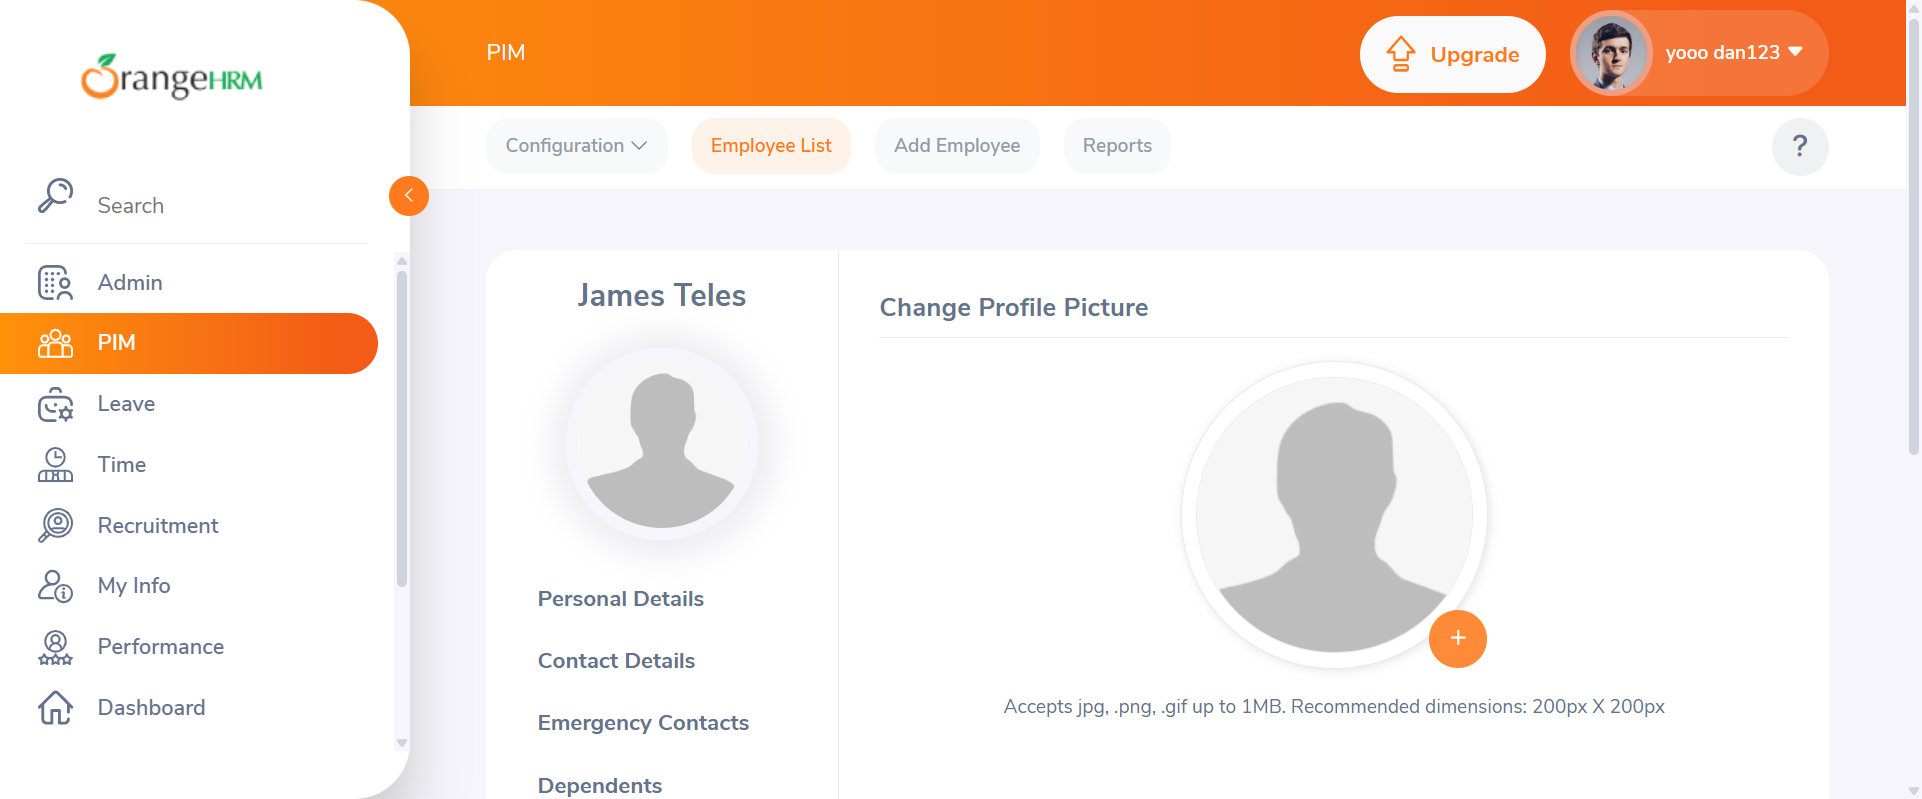 OrangeHRM
Search
Admin
PIM
Leave
Time
Recruitment
My Info
Performance
Dashboard
PIM
Upgrade
yooo dan123
Configuration
Employee List
Add Employee
Reports
?
James Teles
Personal Details
Contact Details
Emergency Contacts
Dependents
Change Profile Picture
+
Accepts jpg, .png, .gif up to 1MB. Recommended dimensions: 200px X 200px